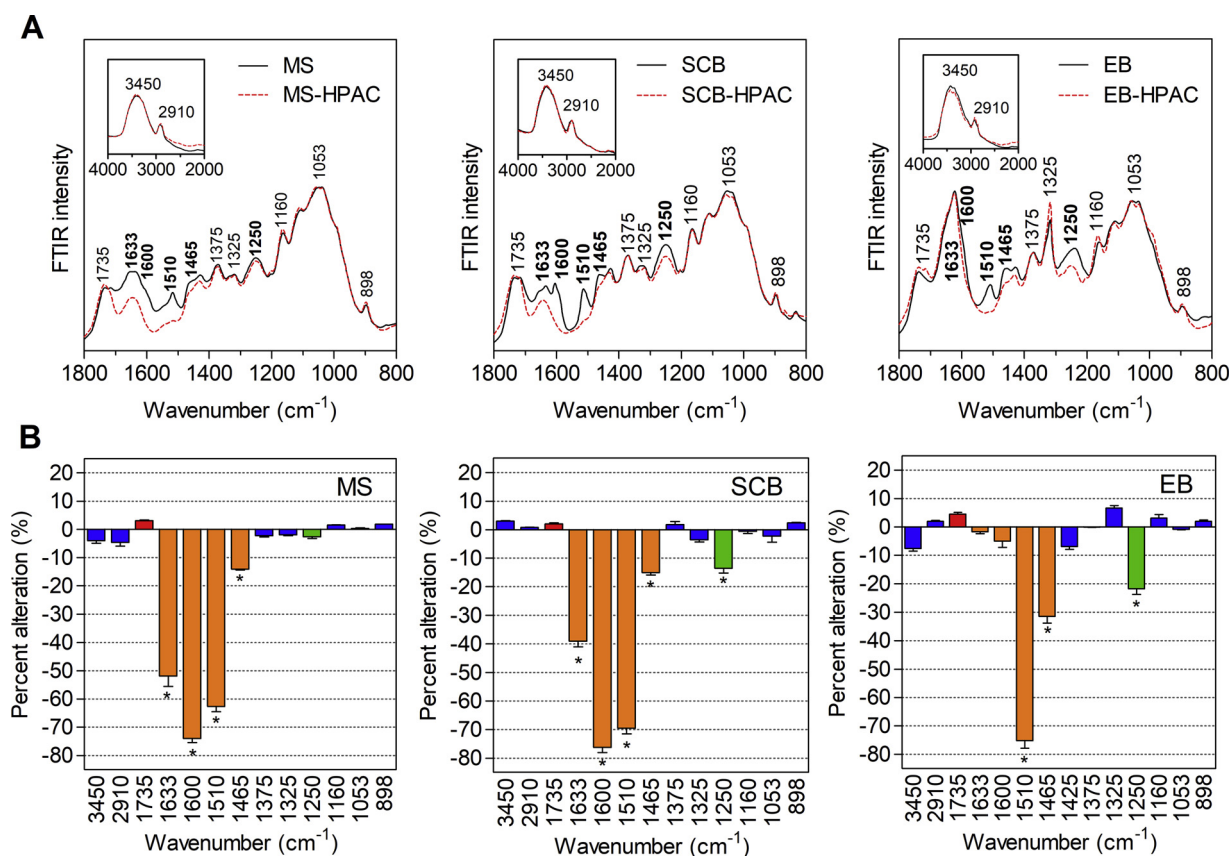 A
MS
MS-HPAC
3450
2910
4000 3000 2000
FTIR intensity
1735
1633
1600
1510
1465
1375
1325
1250
1160
1053
898
1800 1600 1400 1200 1000 800
Wavenumber (cm⁻¹)
SCB
SCB-HPAC
3450
2910
4000 3000 2000
FTIR intensity
1735
1633
1600
1510
1465
1375
1325
1250
1160
1053
898
1800 1600 1400 1200 1000 800
Wavenumber (cm⁻¹)
EB
EB-HPAC
3450
2910
4000 3000 2000
FTIR intensity
1735
1633
1600
1510
1465
1375
1325
1250
1160
1053
898
1800 1600 1400 1200 1000 800
Wavenumber (cm⁻¹)
B
MS
Percent alteration (%)
20
10
0
-10
-20
-30
-40
-50
-60
-70
-80
* * * * 
3450 2910 1735 1633 1600 1510 1465 1375 1325 1250 1160 1053 898
Wavenumber (cm⁻¹)
SCB
Percent alteration (%)
20
10
0
-10
-20
-30
-40
-50
-60
-70
-80
* * * * *
3450 2910 1735 1633 1600 1510 1465 1375 1325 1250 1160 1053 898
Wavenumber (cm⁻¹)
EB
Percent alteration (%)
20
10
0
-10
-20
-30
-40
-50
-60
-70
-80
* * *
3450 2910 1735 1633 1600 1510 1465 1425 1375 1325 1250 1160 1053 898
Wavenumber (cm⁻¹)